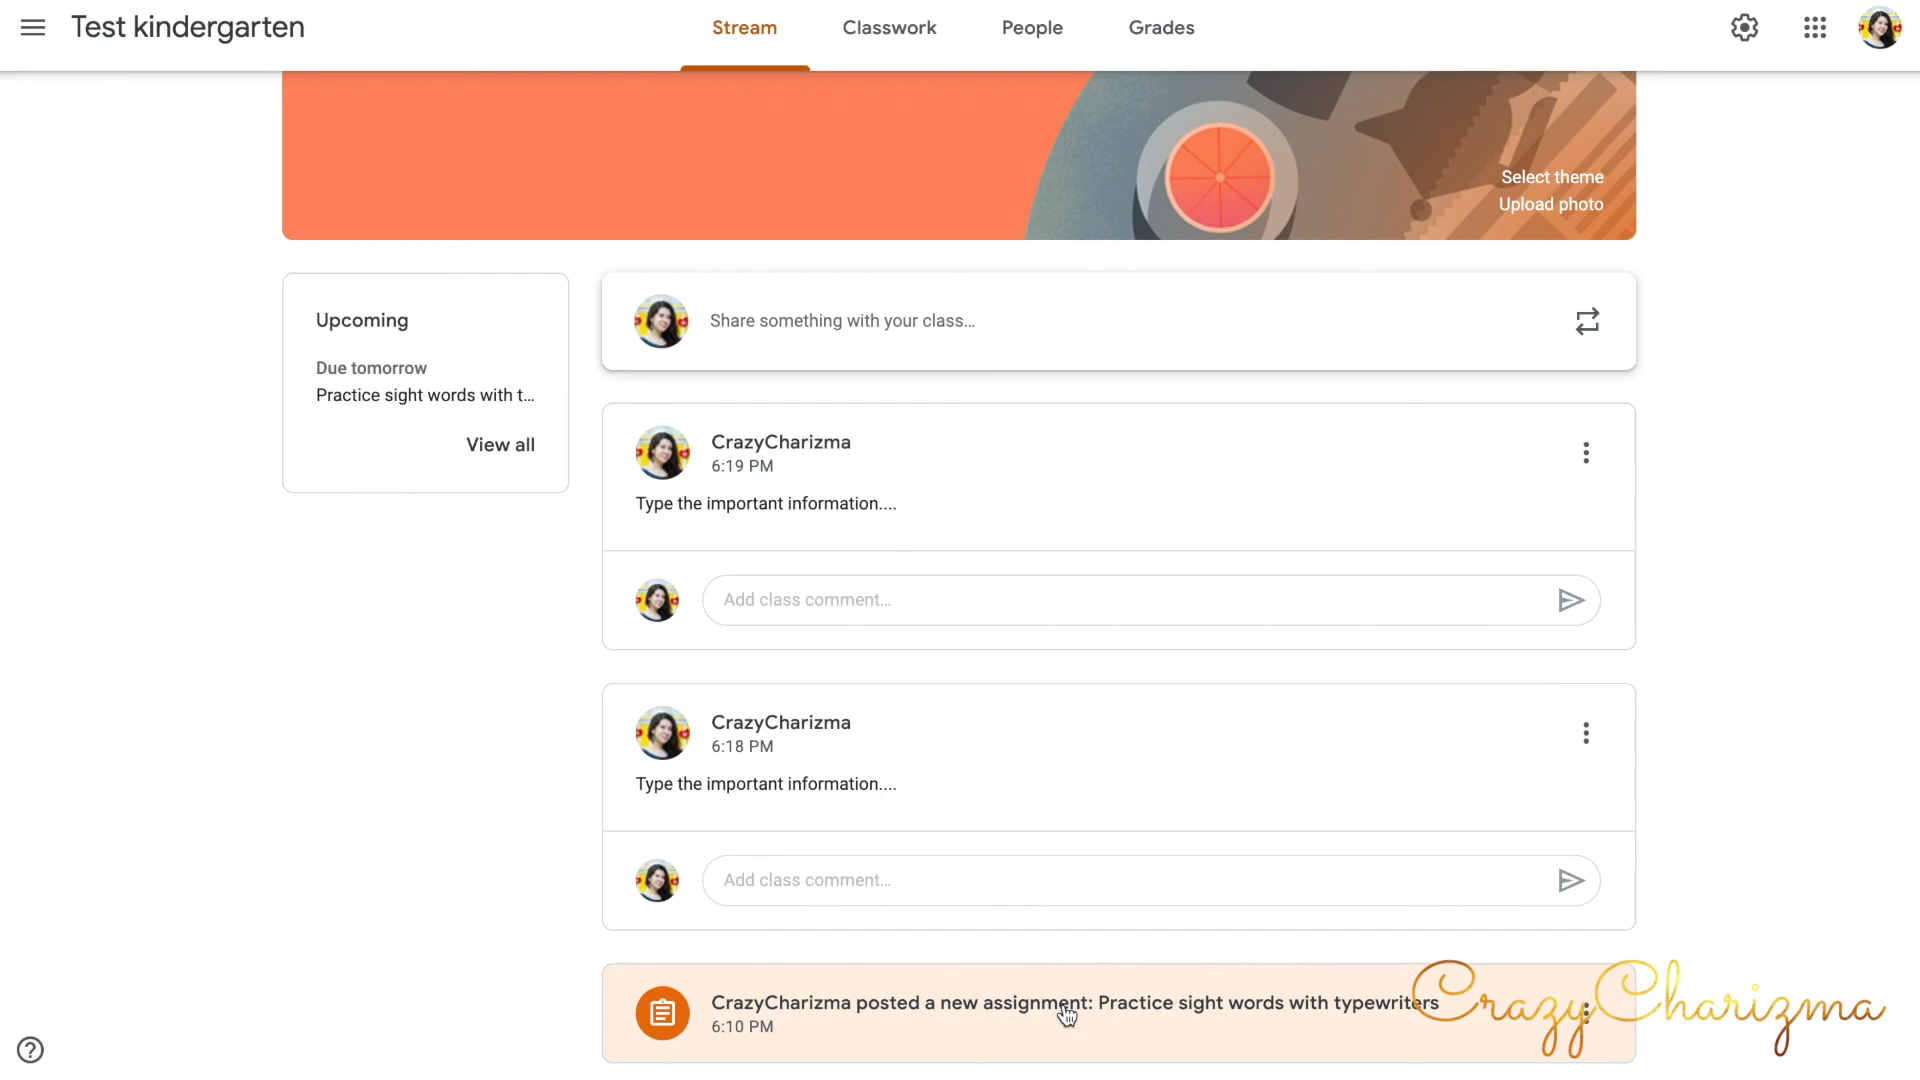 Test kindergarten
Stream
Classwork
People
Grades
Select theme
Upload photo
Upcoming
Due tomorrow
Practice sight words with t...
View all
Share something with your class...
CrazyCharizma
6:19 PM
Type the important information....
Add class comment...
CrazyCharizma
6:18 PM
Type the important information....
Add class comment...
CrazyCharizma posted a new assignment: Practice sight words with typewriters
6:10 PM
CrazyCharizma